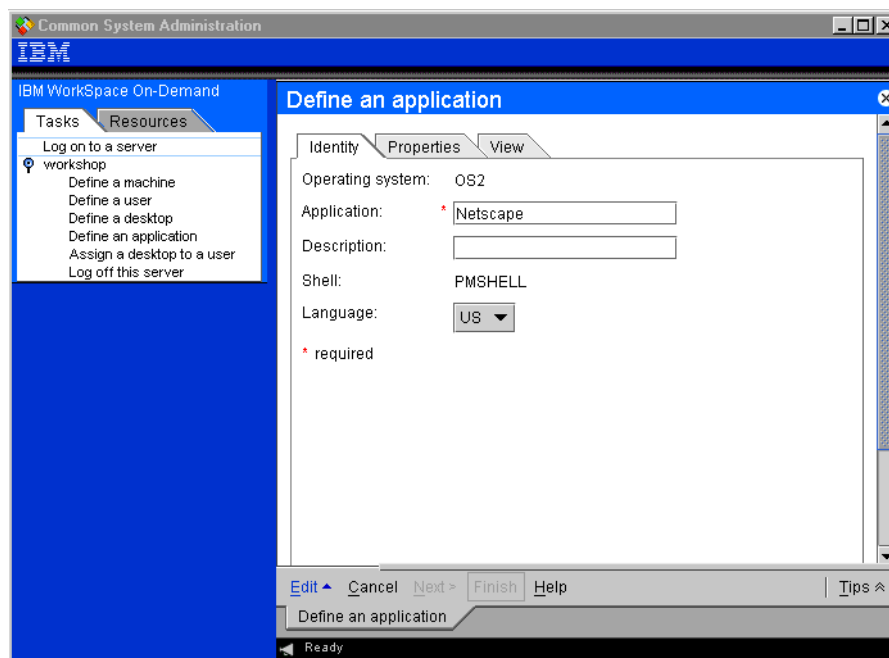 Common System Administration
IBM
IBM WorkSpace On-Demand
Tasks Resources
Log on to a server
workshop
Define a machine
Define a user
Define a desktop
Define an application
Assign a desktop to a user
Log off this server
Define an application
Identity Properties View
Operating system: OS2
Application: * Netscape
Description:
Shell: PMSHELL
Language: US
* required
Edit Cancel Next > Finish Help Tips
Define an application
Ready